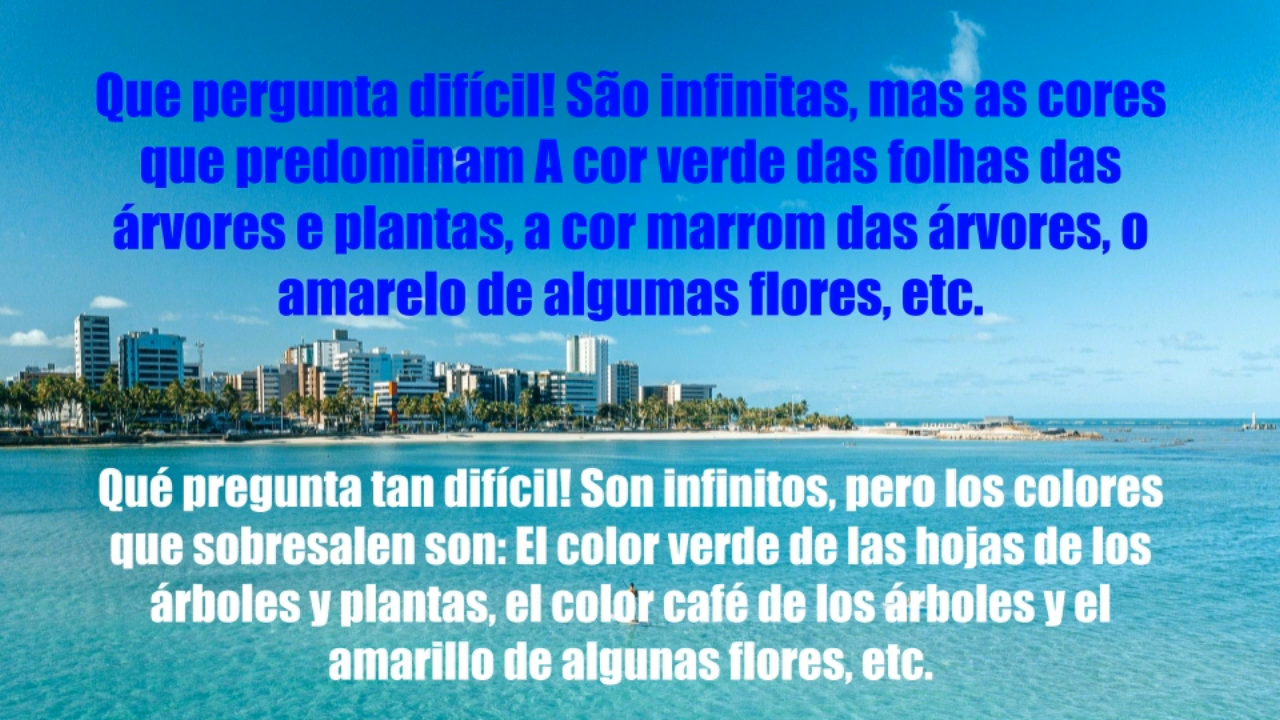 Que pergunta difícil! São infinitas, mas as cores
que predominam A cor verde das folhas das
árvores e plantas, a cor marrom das árvores, o
amarelo de algumas flores, etc.
Qué pregunta tan difícil! Son infinitos, pero los colores
que sobresalen son: El color verde de las hojas de los
árboles y plantas, el color café de los árboles y el
amarillo de algunas flores, etc.